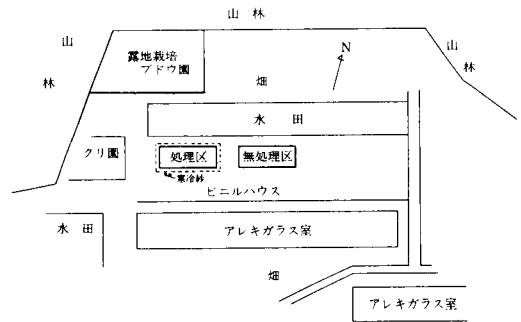 山林
山
林
露地栽培
ブドウ園
N
山
林
畑
水田
クリ園
処理区
無処理区
寒冷紗
ビニルハウス
水田
アレキガラス室
畑
アレキガラス室